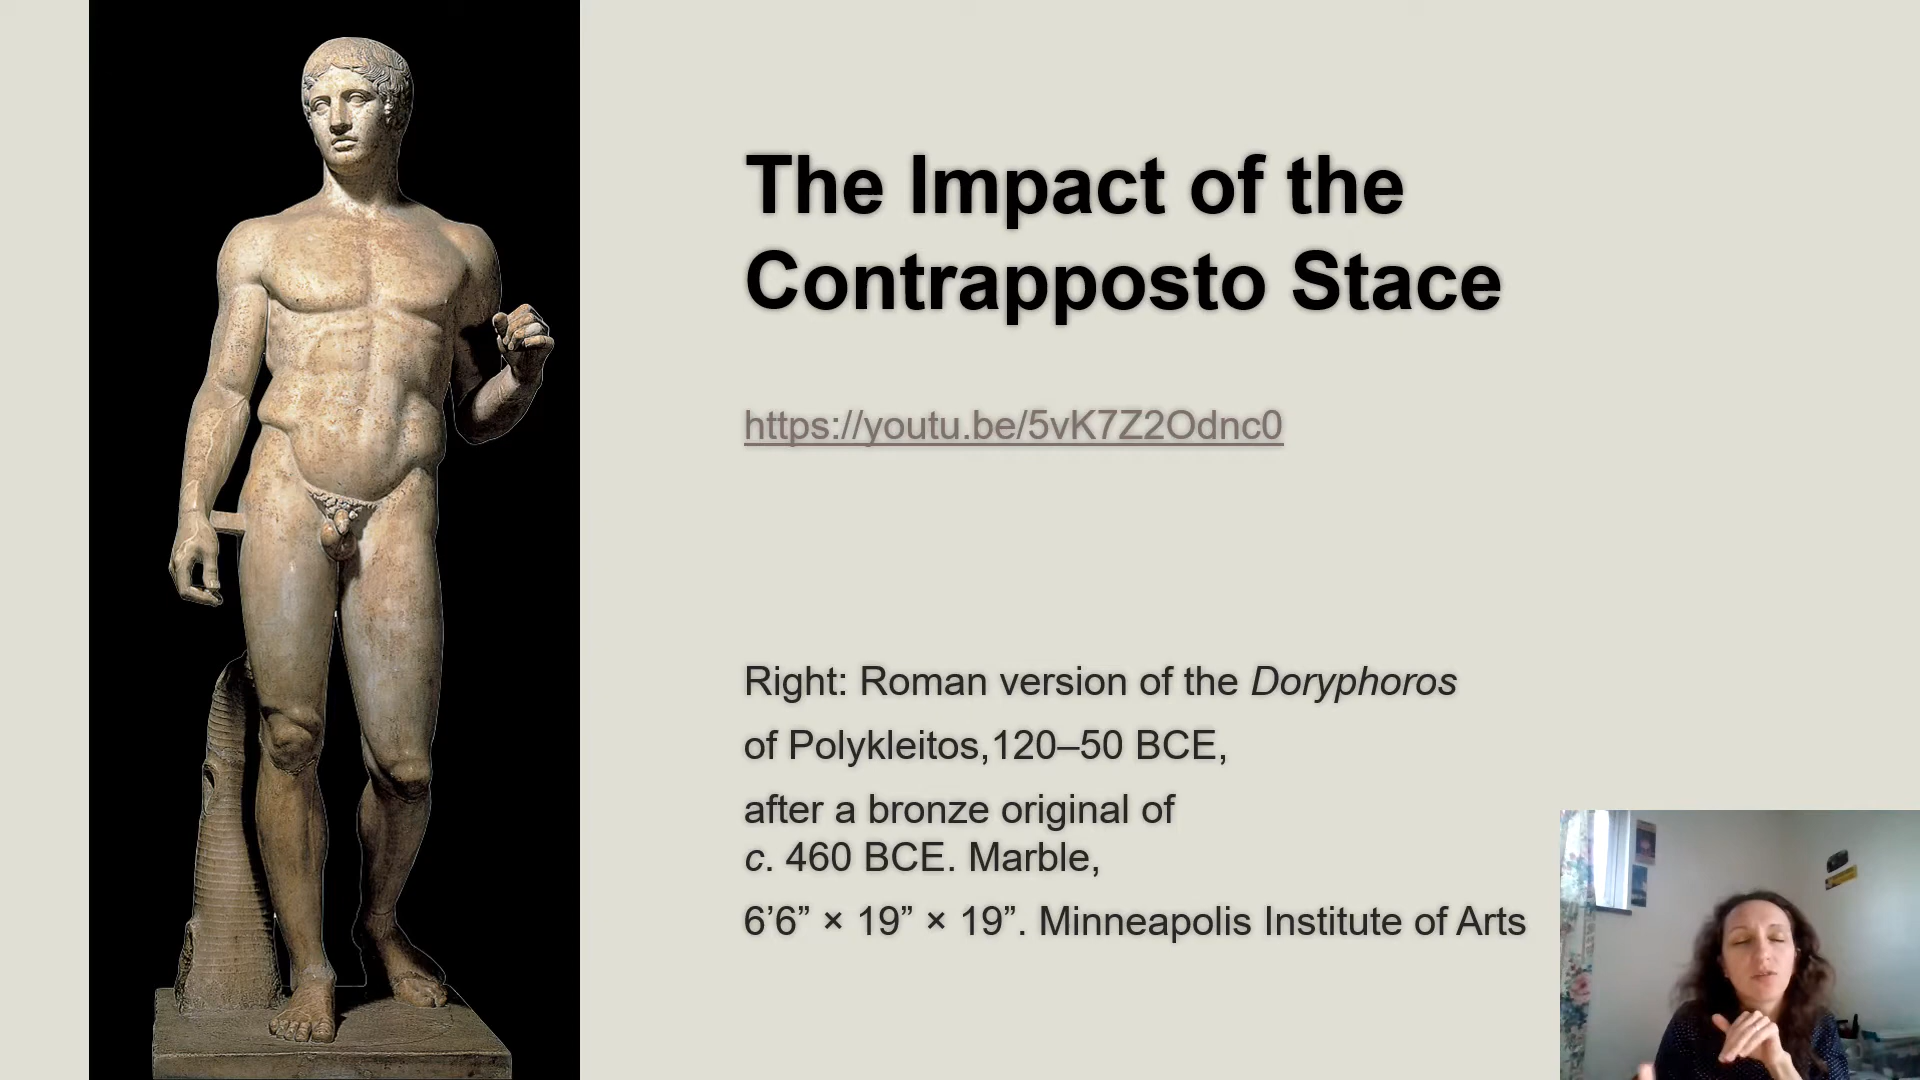 The Impact of the
Contrapposto Stace
https://youtu.be/5vK7Z2Odnc0
Right: Roman version of the Doryphoros
of Polykleitos,120–50 BCE,
after a bronze original of
c. 460 BCE. Marble,
6’6” × 19” × 19”. Minneapolis Institute of Arts